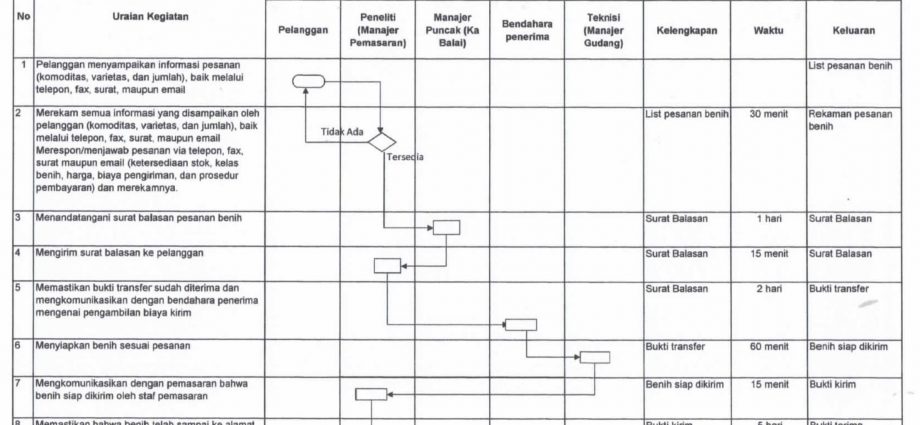 No
Uraian Kegiatan
Pelanggan
Peneliti
(Manajer
Pemasaran)
Manajer
Puncak (Ka
Balai)
Bendahara
penerima
Teknisi
(Manajer
Gudang)
Kelengkapan
Waktu
Keluaran
1
Pelanggan menyampaikan informasi pesanan
(komoditas, varietas, dan jumlah), baik melalui
telepon, fax, surat, maupun email
List pesanan benih
2
Merekam semua informasi yang disampaikan oleh
pelanggan (komoditas, varietas, dan jumlah), baik
melalui telepon, fax, surat, maupun email
Merespon/menjawab pesanan via telepon, fax,
surat maupun email (ketersediaan stok, kelas
benih, harga, biaya pengiriman, dan prosedur
pembayaran) dan merekamnya.
Tidak Ada
Tersedia
List pesanan benih
30 menit
Rekaman pesanan
benih
3
Menandatangani surat balasan pesanan benih
Surat Balasan
1 hari
Surat Balasan
4
Mengirim surat balasan ke pelanggan
Surat Balasan
15 menit
Surat Balasan
5
Memastikan bukti transfer sudah diterima dan
mengkomunikasikan dengan bendahara penerima
mengenai pengambilan biaya kirim
Surat Balasan
2 hari
Bukti transfer
6
Menyiapkan benih sesuai pesanan
Bukti transfer
60 menit
Benih siap dikirim
7
Mengkomunikasikan dengan pemasaran bahwa
benih siap dikirim oleh staf pemasaran
Benih siap dikirim
15 menit
Bukti kirim
8
Memastikan bahwa benih telah sampai ke alamat
Bukti kirim
5 hari
Bukti terima